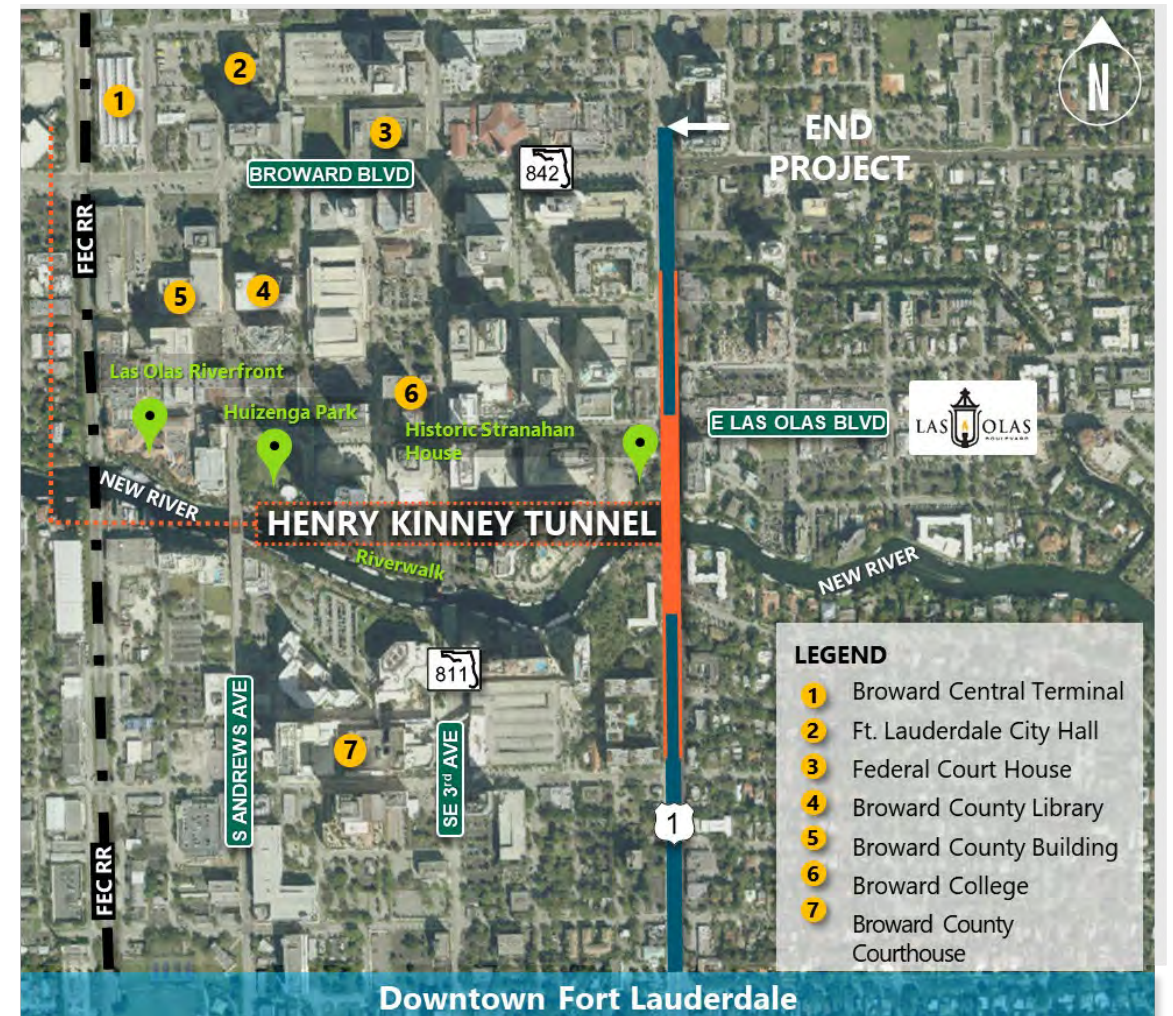 N
2
1
3
END
PROJECT
842
BROWARD BLVD
FEC RR
5
4
Las Olas Riverfront
6
Huizenga Park
Historic Stranahan
House
E LAS OLAS BLVD
LAS OLAS
BOULEVARD
NEW RIVER
HENRY KINNEY TUNNEL
Riverwalk
NEW RIVER
811
S ANDREWS AVE
7
SE 3rd AVE
1
FEC RR
LEGEND
1 Broward Central Terminal
2 Ft. Lauderdale City Hall
3 Federal Court House
4 Broward County Library
5 Broward County Building
6 Broward College
7 Broward County
Courthouse
Downtown Fort Lauderdale